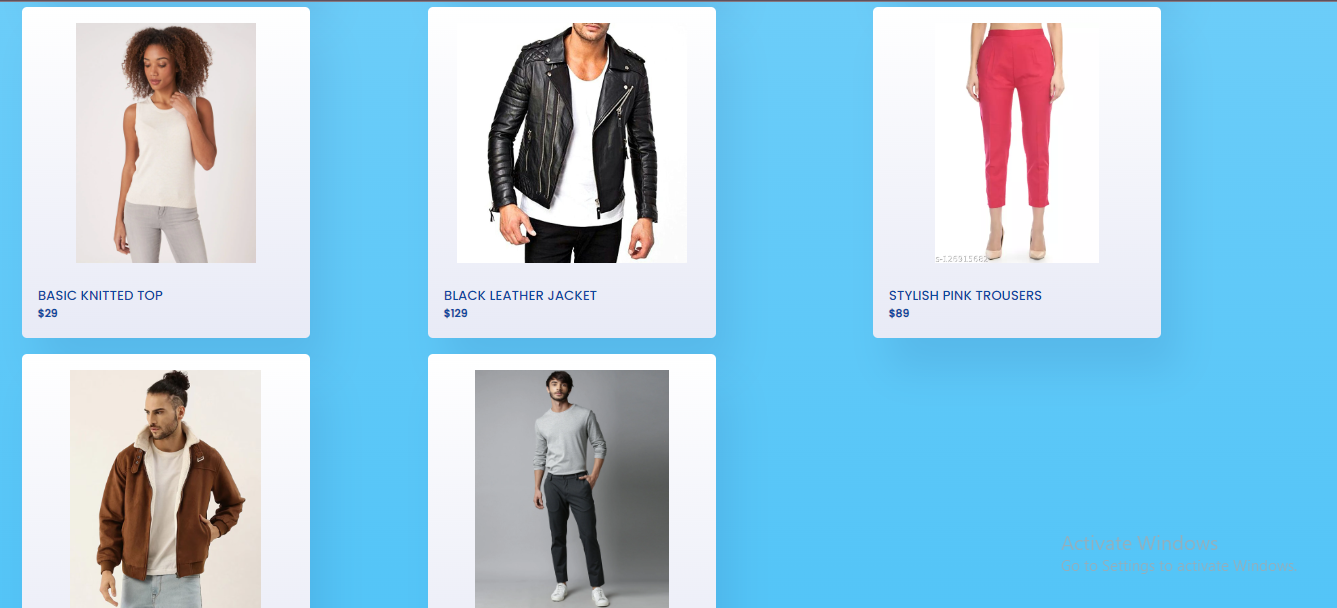 s-126915662
BASIC KNITTED TOP
$29
BLACK LEATHER JACKET
$129
STYLISH PINK TROUSERS
$89
Activate Windows
Go to Settings to activate Windows.